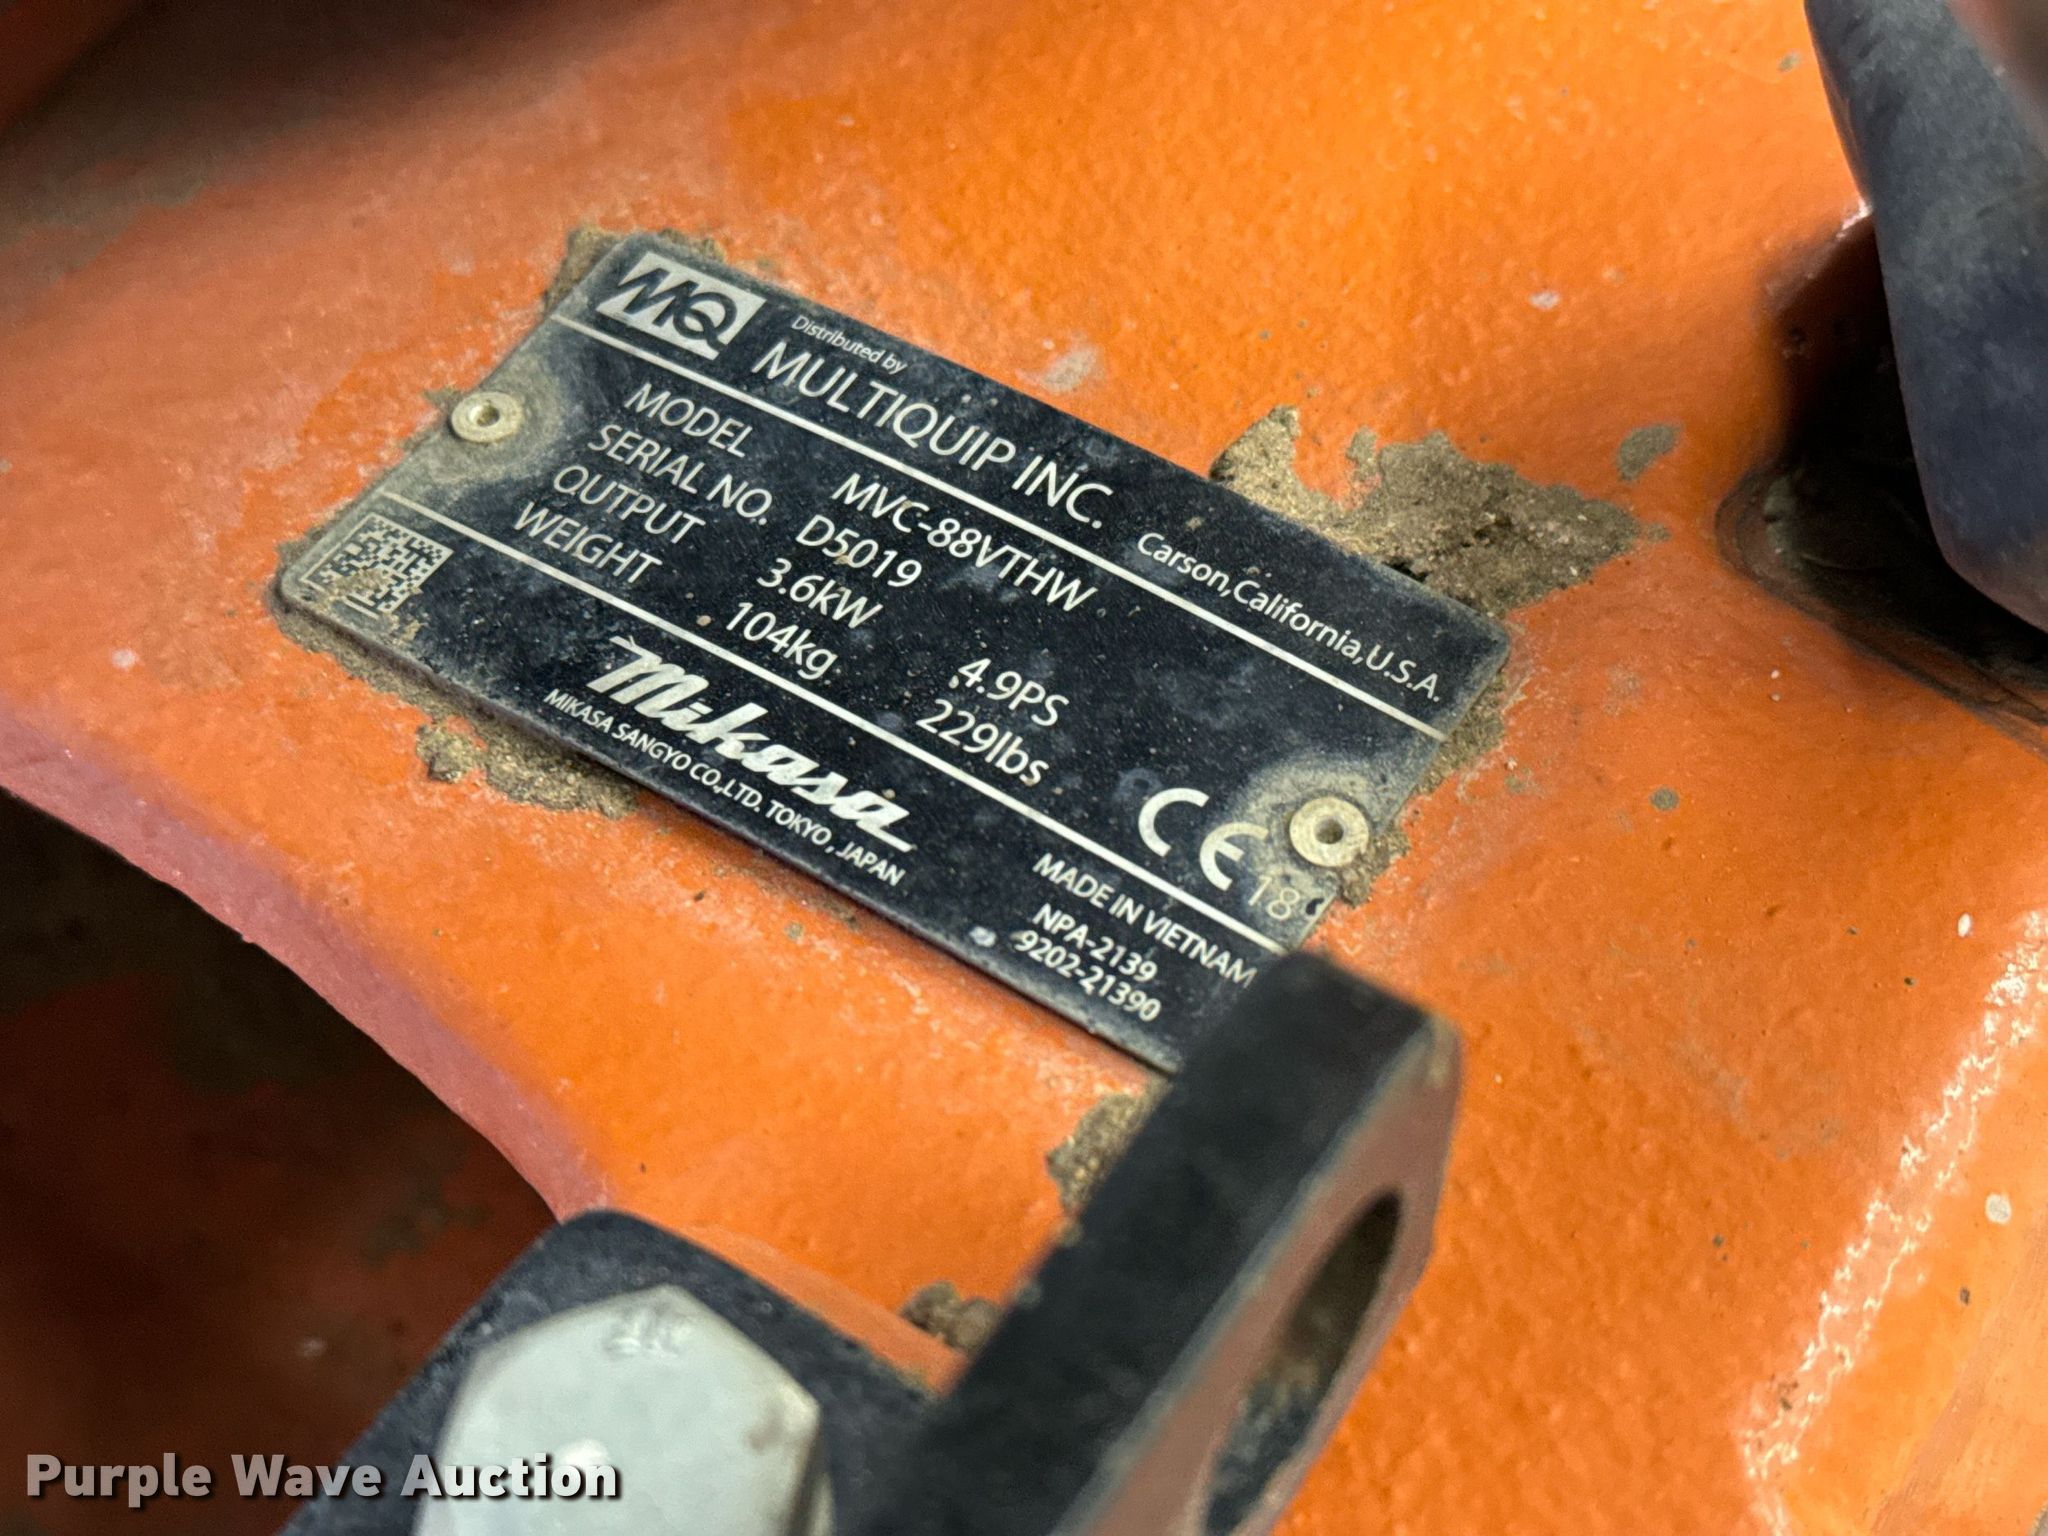 MQ
Distributed by
MULTIQUIP INC. Carson,California,U.S.A.
MODEL MVC-88VTHW
SERIAL NO. D5019
OUTPUT 3.6kW 4.9PS
WEIGHT 104kg 229lbs
CE 18
Mikasa
MIKASA SANGYO CO.,LTD. TOKYO, JAPAN
MADE IN VIETNAM
NPA-2139
9202-21390
Purple Wave Auction